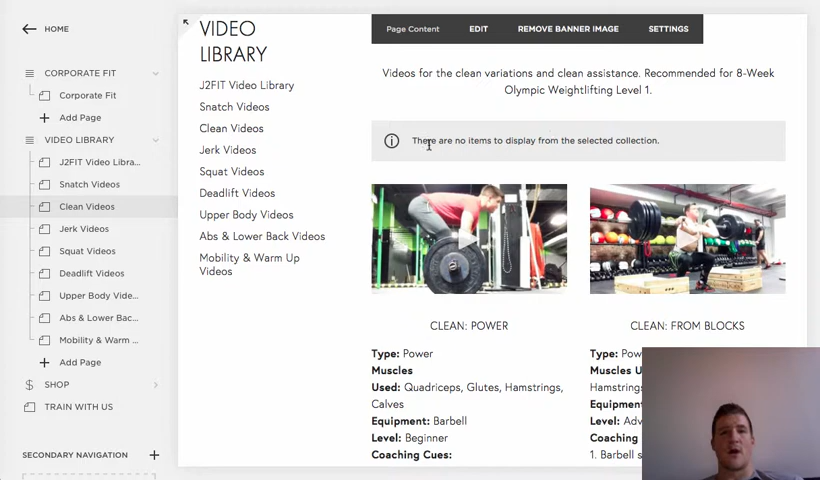 HOME
CORPORATE FIT
Corporate Fit
Add Page
VIDEO LIBRARY
J2FIT Video Libra...
Snatch Videos
Clean Videos
Jerk Videos
Squat Videos
Deadlift Videos
Upper Body Vide...
Abs & Lower Bac...
Mobility & Warm ...
Add Page
SHOP
TRAIN WITH US
SECONDARY NAVIGATION
VIDEO
LIBRARY
J2FIT Video Library
Snatch Videos
Clean Videos
Jerk Videos
Squat Videos
Deadlift Videos
Upper Body Videos
Abs & Lower Back Videos
Mobility & Warm Up
Videos
Page Content EDIT REMOVE BANNER IMAGE SETTINGS
Videos for the clean variations and clean assistance. Recommended for 8-Week
Olympic Weightlifting Level 1.
There are no items to display from the selected collection.
CLEAN: POWER
Type: Power
Muscles
Used: Quadriceps, Glutes, Hamstrings,
Calves
Equipment: Barbell
Level: Beginner
Coaching Cues:
CLEAN: FROM BLOCKS
Type: Pow
Muscles U
Hamstring
Equipment
Level: Adv
Coaching
1. Barbell s